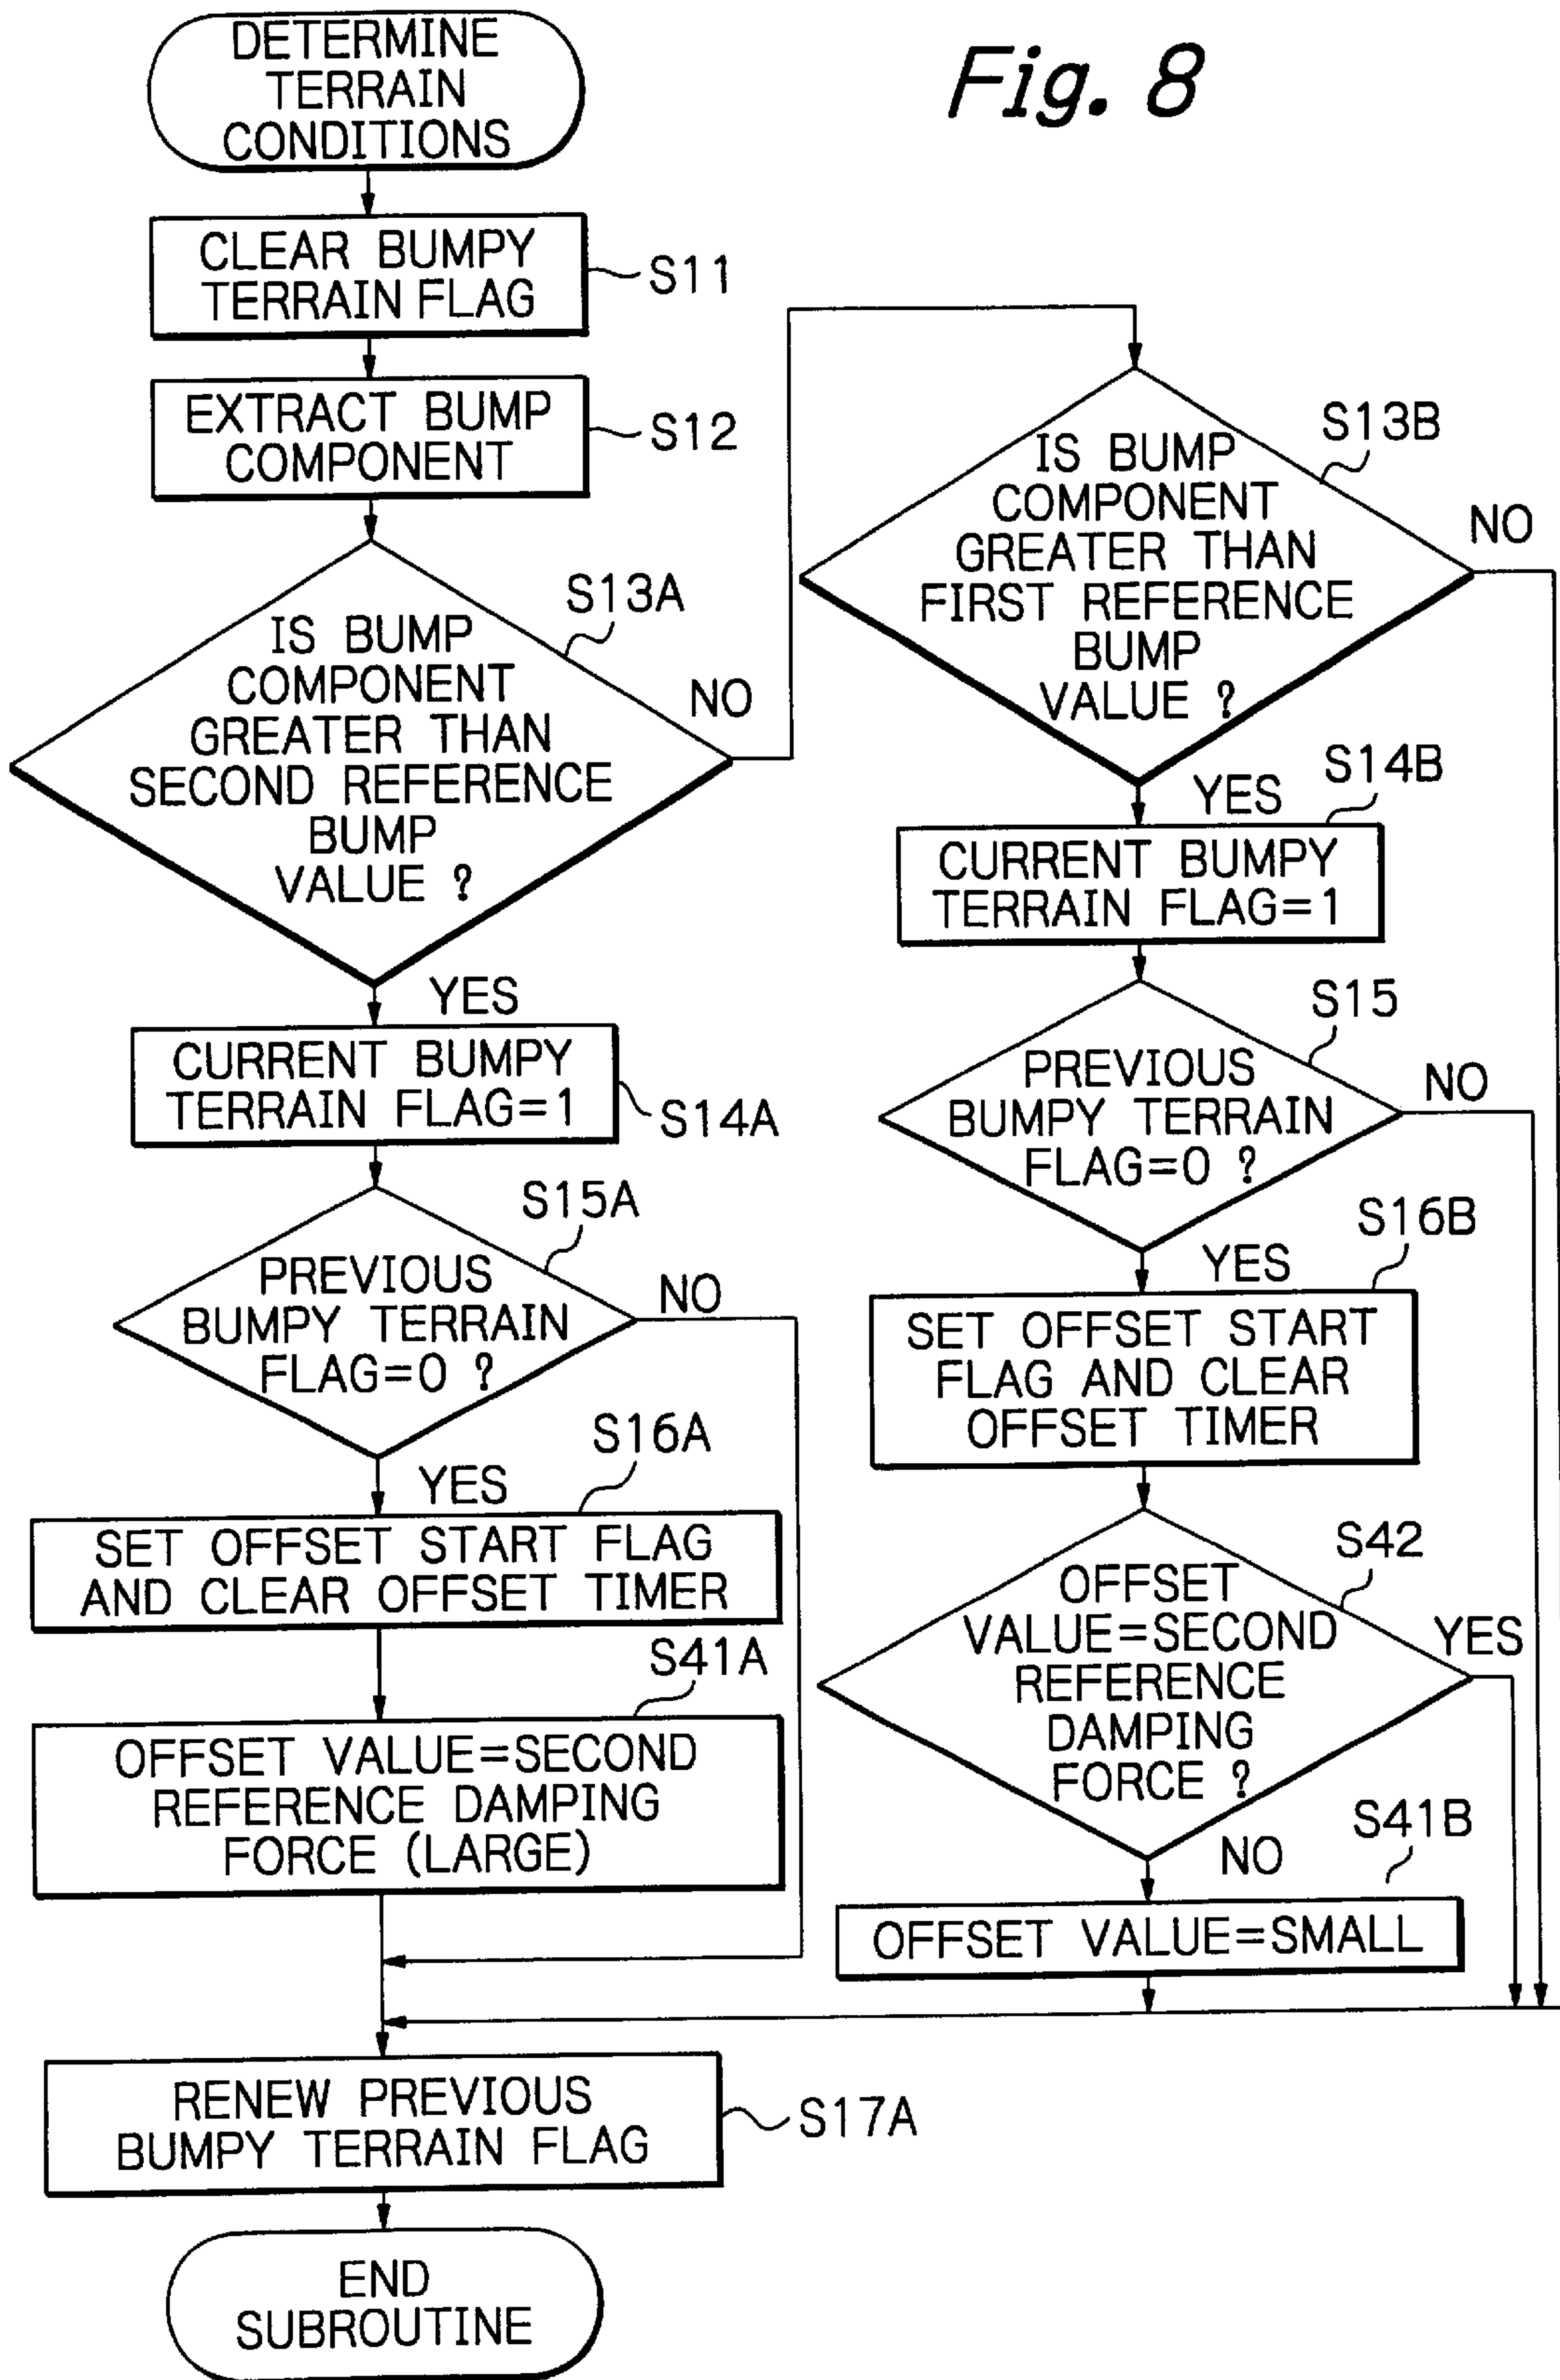 Fig. 8
DETERMINE
TERRAIN
CONDITIONS
CLEAR BUMPY
TERRAIN FLAG
S11
EXTRACT BUMP
COMPONENT
S12
IS BUMP
COMPONENT
GREATER THAN
SECOND REFERENCE
BUMP
VALUE ?
S13A
NO
YES
CURRENT BUMPY
TERRAIN FLAG=1
S14A
PREVIOUS
BUMPY TERRAIN
FLAG=0 ?
S15A
NO
YES
SET OFFSET START FLAG
AND CLEAR OFFSET TIMER
S16A
OFFSET VALUE=SECOND
REFERENCE DAMPING
FORCE (LARGE)
S41A
IS BUMP
COMPONENT
GREATER THAN
FIRST REFERENCE
BUMP
VALUE ?
S13B
NO
YES
CURRENT BUMPY
TERRAIN FLAG=1
S14B
PREVIOUS
BUMPY TERRAIN
FLAG=0 ?
S15
NO
YES
SET OFFSET START
FLAG AND CLEAR
OFFSET TIMER
S16B
OFFSET
VALUE=SECOND
REFERENCE
DAMPING
FORCE ?
S42
YES
NO
OFFSET VALUE=SMALL
S41B
RENEW PREVIOUS
BUMPY TERRAIN FLAG
S17A
END
SUBROUTINE